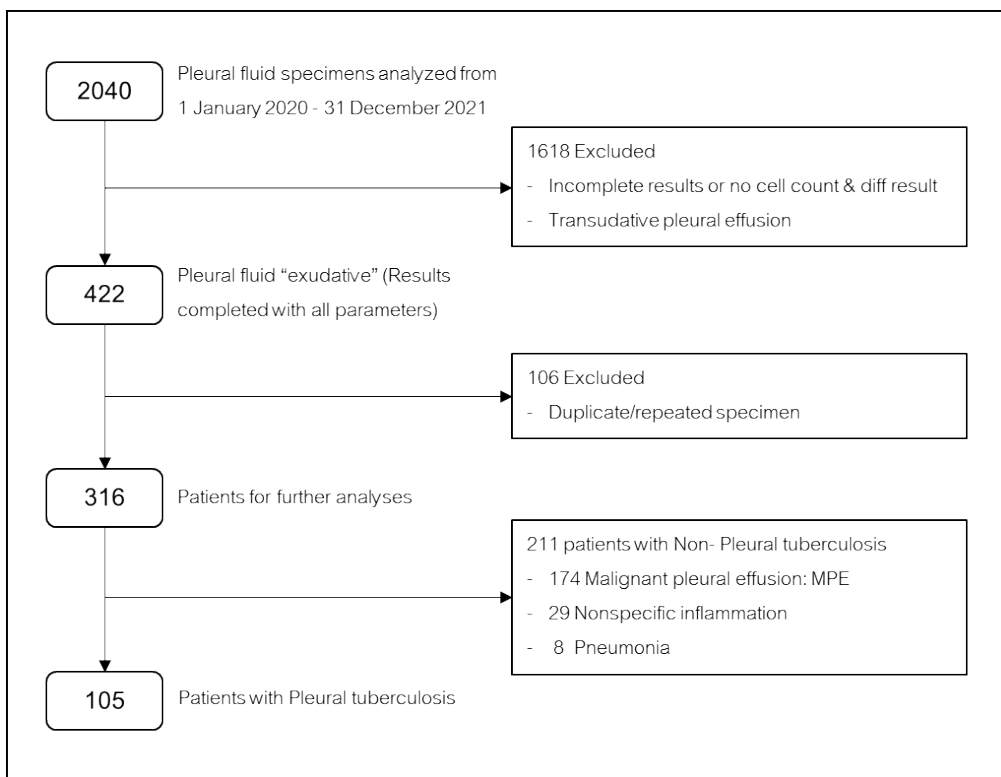 2040
Pleural fluid specimens analyzed from
1 January 2020 - 31 December 2021
1618 Excluded
- Incomplete results or no cell count & diff result
- Transudative pleural effusion
422
Pleural fluid “exudative” (Results
completed with all parameters)
106 Excluded
- Duplicate/repeated specimen
316
Patients for further analyses
211 patients with Non- Pleural tuberculosis
- 174 Malignant pleural effusion: MPE
- 29 Nonspecific inflammation
- 8 Pneumonia
105
Patients with Pleural tuberculosis